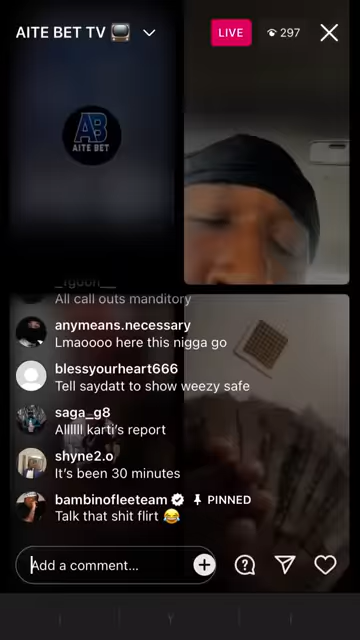 AITE BET TV
LIVE
297
AB
AITE BET
All call outs manditory
anymeans.necessary
Lmaoooo here this nigga go
blessyourheart666
Tell saydatt to show weezy safe
saga_g8
Allllll karti’s report
shyne2.o
It’s been 30 minutes
bambinofleeteam PINNED
Talk that shit flirt 😂
Add a comment...